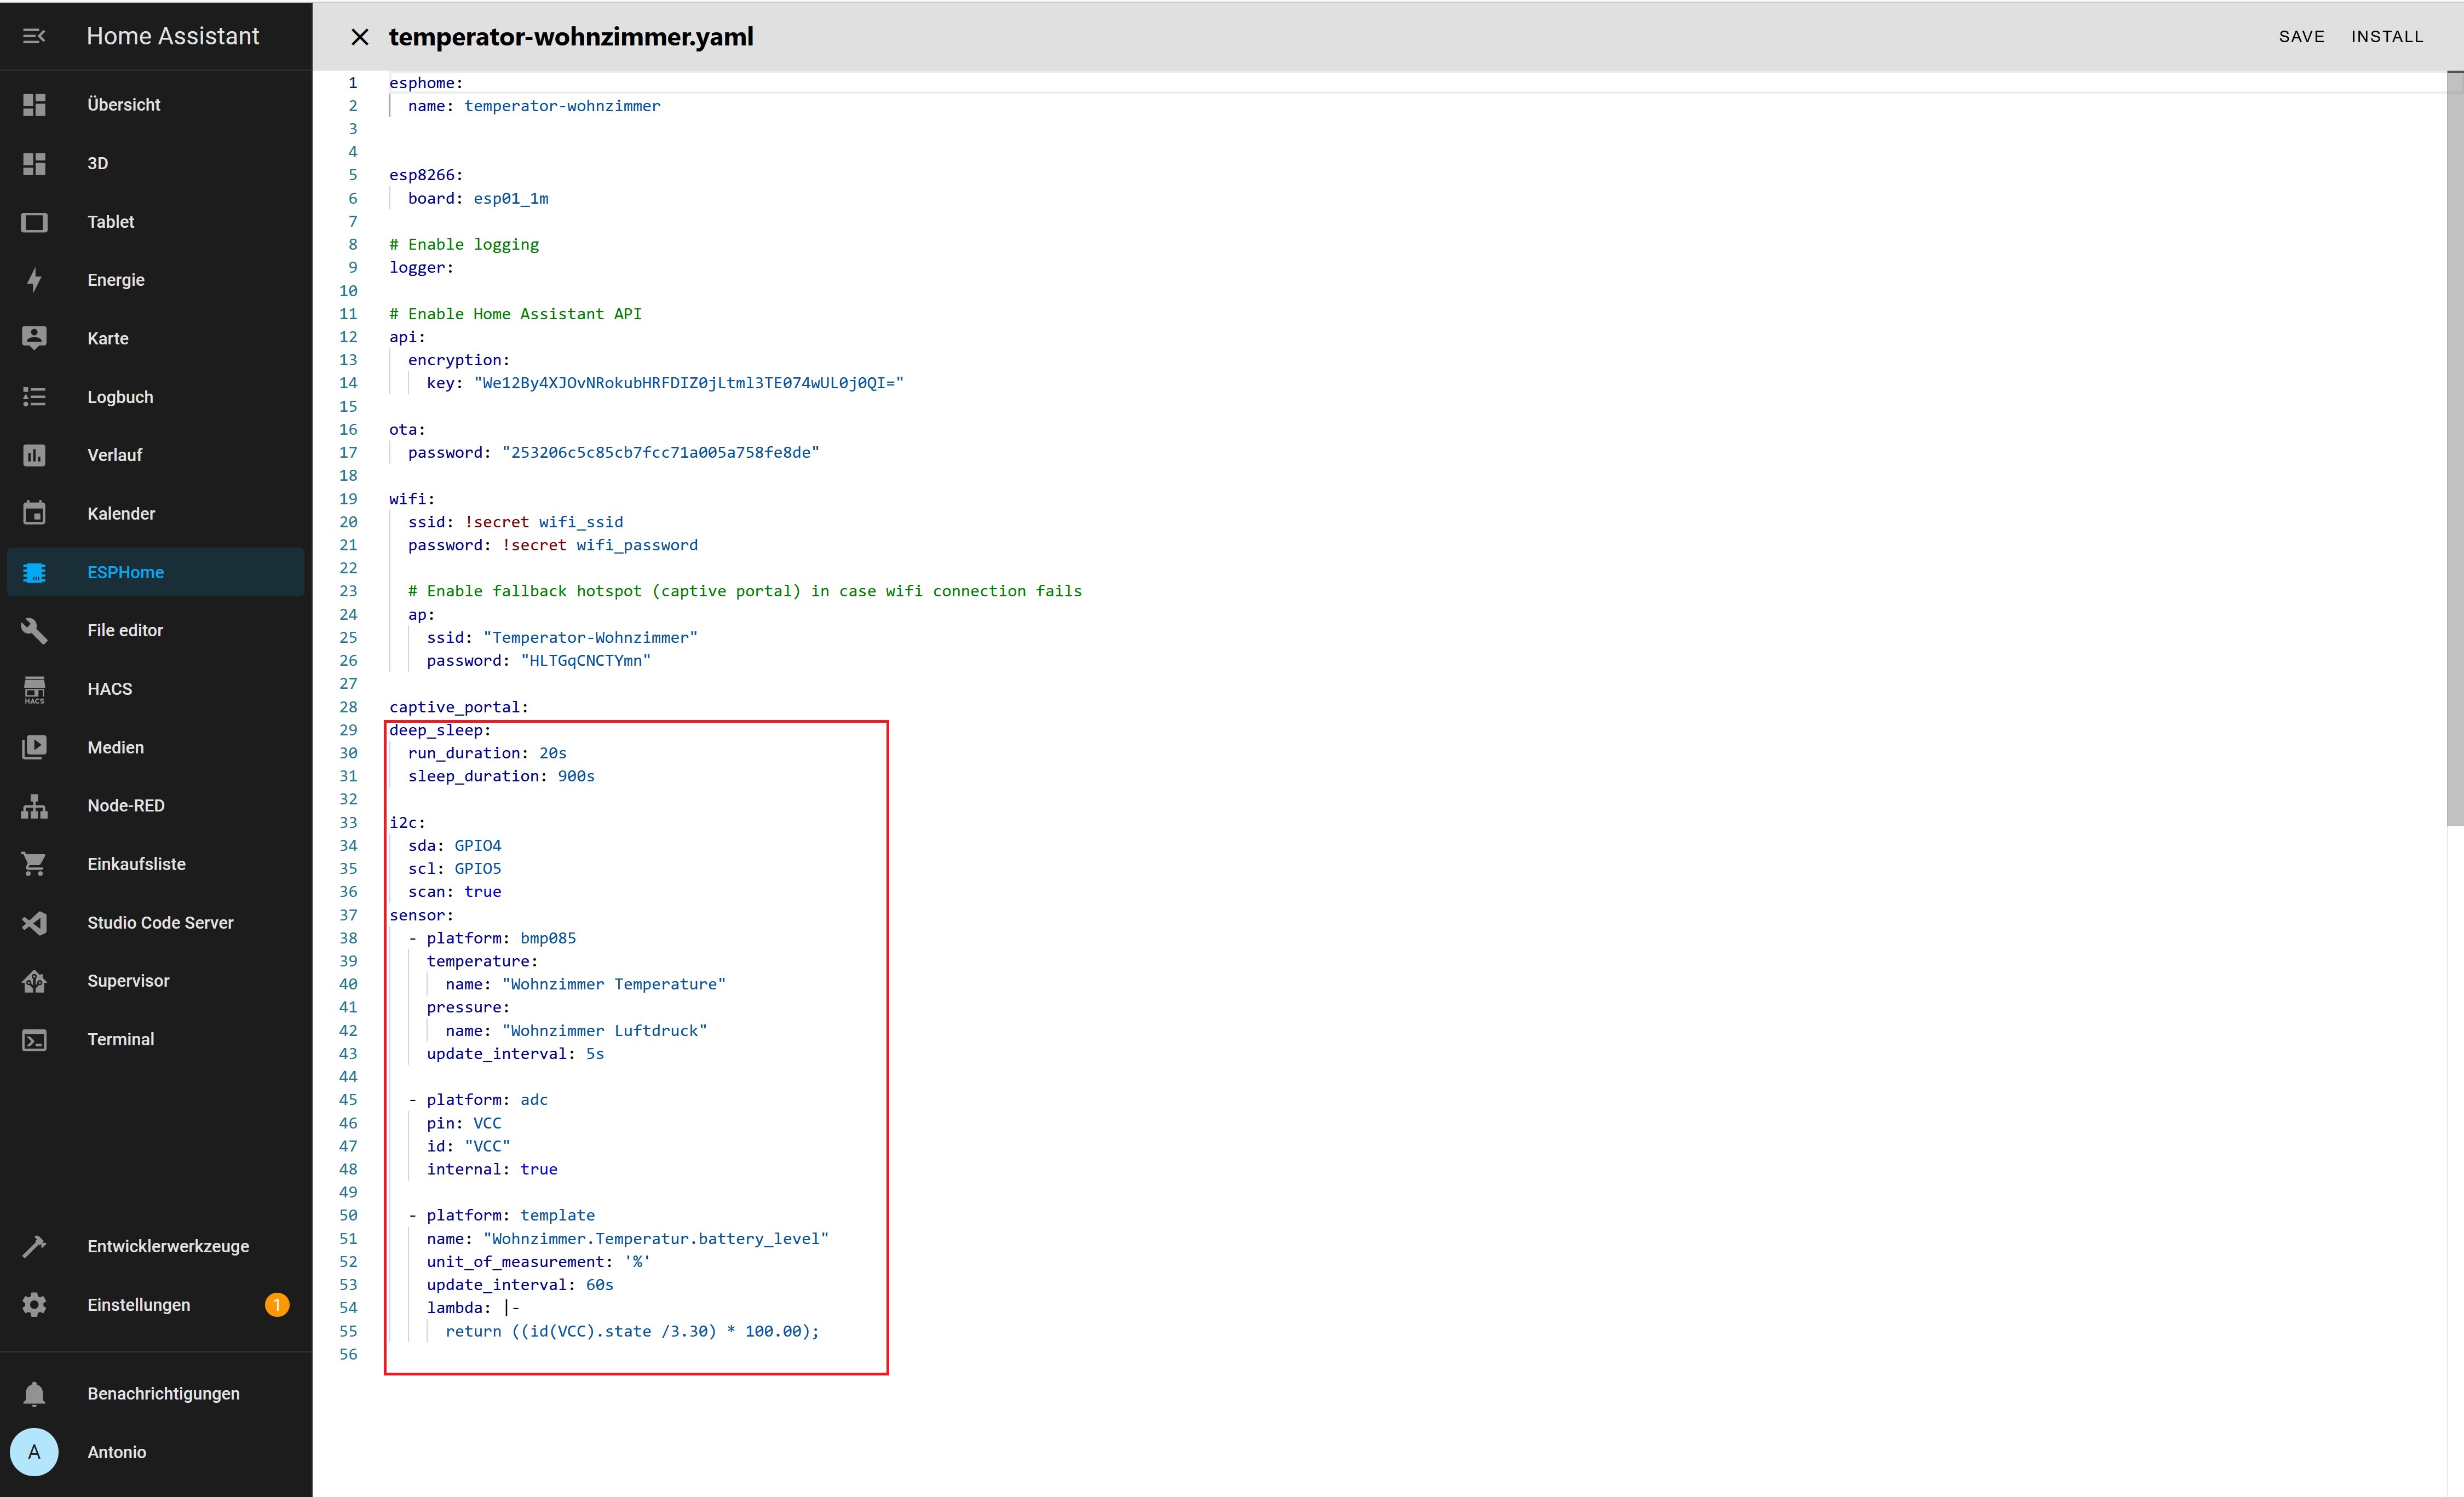 Home Assistant
Übersicht
3D
Tablet
Energie
Karte
Logbuch
Verlauf
Kalender
ESPHome
File editor
HACS
HACS
Medien
Node-RED
Einkaufsliste
Studio Code Server
Supervisor
Terminal
Entwicklerwerkzeuge
Einstellungen 1
Benachrichtigungen
A Antonio
temperator-wohnzimmer.yaml
SAVE INSTALL
1 esphome:
2   name: temperator-wohnzimmer
3
4
5 esp8266:
6   board: esp01_1m
7
8 # Enable logging
9 logger:
10
11 # Enable Home Assistant API
12 api:
13   encryption:
14     key: "We12By4XJOvNRokubHRFDIZ0jLtml3TE074wUL0j0QI="
15
16 ota:
17   password: "253206c5c85cb7fcc71a005a758fe8de"
18
19 wifi:
20   ssid: !secret wifi_ssid
21   password: !secret wifi_password
22
23   # Enable fallback hotspot (captive portal) in case wifi connection fails
24   ap:
25     ssid: "Temperator-Wohnzimmer"
26     password: "HLTGqCNCTYmn"
27
28 captive_portal:
29 deep_sleep:
30   run_duration: 20s
31   sleep_duration: 900s
32
33 i2c:
34   sda: GPIO4
35   scl: GPIO5
36   scan: true
37 sensor:
38   - platform: bmp085
39     temperature:
40       name: "Wohnzimmer Temperature"
41     pressure:
42       name: "Wohnzimmer Luftdruck"
43     update_interval: 5s
44
45   - platform: adc
46     pin: VCC
47     id: "VCC"
48     internal: true
49
50   - platform: template
51     name: "Wohnzimmer.Temperatur.battery_level"
52     unit_of_measurement: '%'
53     update_interval: 60s
54     lambda: |-
55       return ((id(VCC).state /3.30) * 100.00);
56